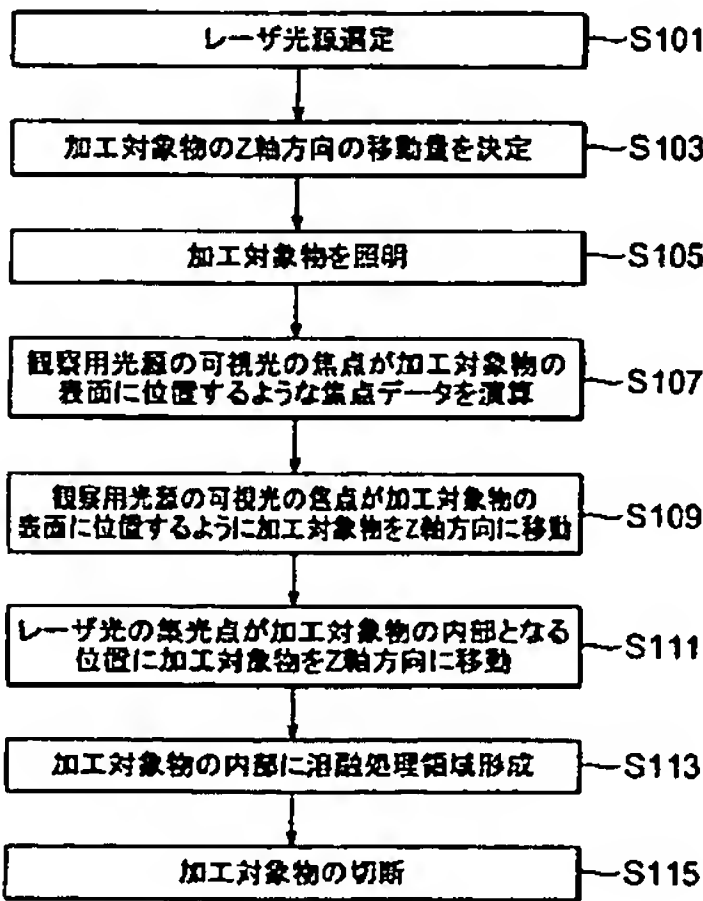 レーザ光源選定
S101
加工対象物のZ軸方向の移動量を決定
S103
加工対象物を照明
S105
観察用光源の可視光の焦点が加工対象物の
表面に位置するような焦点データを演算
S107
観察用光源の可視光の焦点が加工対象物の
表面に位置するように加工対象物をZ軸方向に移動
S109
レーザ光の集光点が加工対象物の内部となる
位置に加工対象物をZ軸方向に移動
S111
加工対象物の内部に溶融処理領域形成
S113
加工対象物の切断
S115